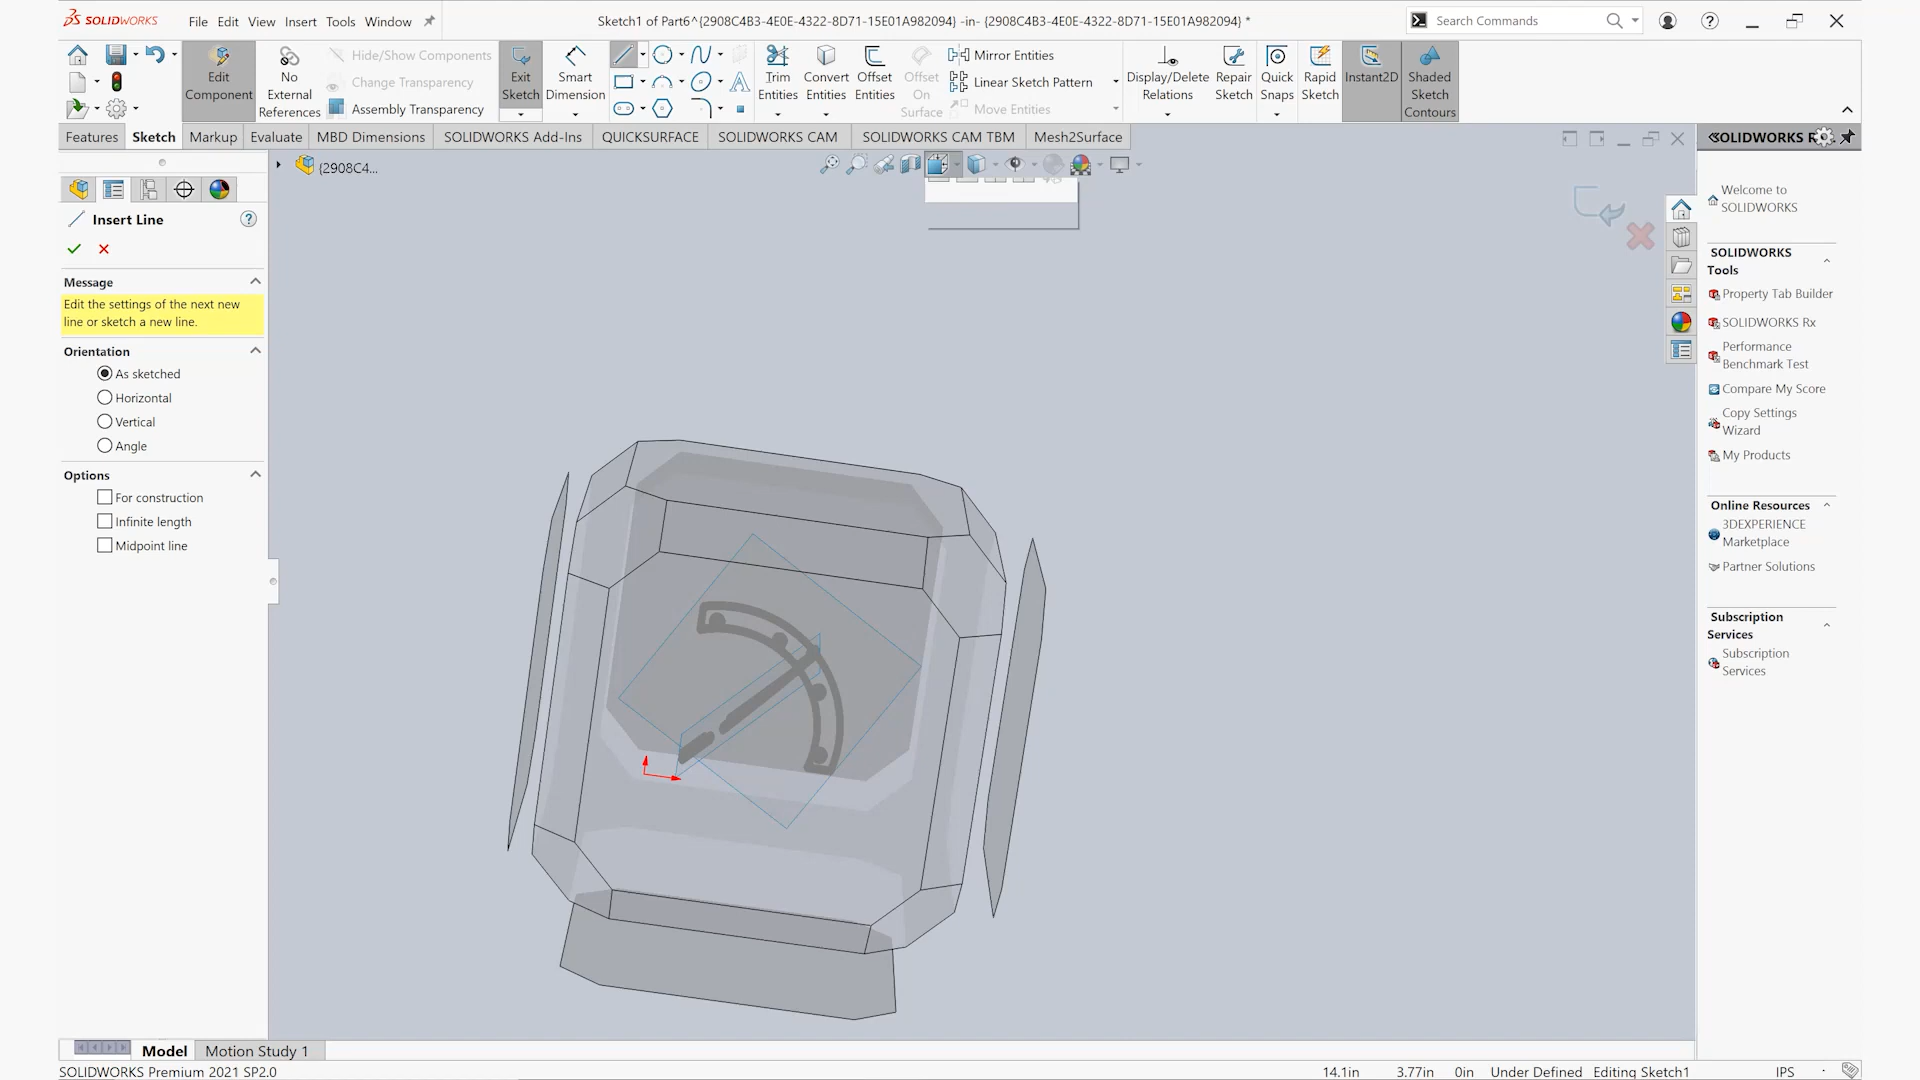 SOLIDWORKS
File Edit View Insert Tools Window
Sketch1 of Part6^{2908C4B3-4E0E-4322-8D71-15E01A982094} -in- {2908C4B3-4E0E-4322-8D71-15E01A982094} *
Search Commands
Edit Component
No External References
Hide/Show Components
Change Transparency
Assembly Transparency
Exit Sketch
Smart Dimension
Trim Entities
Convert Entities
Offset Entities
Offset On Surface
Mirror Entities
Linear Sketch Pattern
Move Entities
Display/Delete Relations
Repair Sketch
Quick Snaps
Rapid Sketch
Instant2D
Shaded Sketch Contours
Features Sketch Markup Evaluate MBD Dimensions SOLIDWORKS Add-Ins QUICKSURFACE SOLIDWORKS CAM SOLIDWORKS CAM TBM Mesh2Surface
{2908C4...
Insert Line
Message
Edit the settings of the next new
line or sketch a new line.
Orientation
As sketched
Horizontal
Vertical
Angle
Options
For construction
Infinite length
Midpoint line
SOLIDWORKS R
Welcome to
SOLIDWORKS
SOLIDWORKS
Tools
Property Tab Builder
SOLIDWORKS Rx
Performance
Benchmark Test
Compare My Score
Copy Settings
Wizard
My Products
Online Resources
3DEXPERIENCE
Marketplace
Partner Solutions
Subscription
Services
Subscription
Services
Model Motion Study 1
SOLIDWORKS Premium 2021 SP2.0
14.1in 3.77in 0in Under Defined Editing Sketch1 IPS